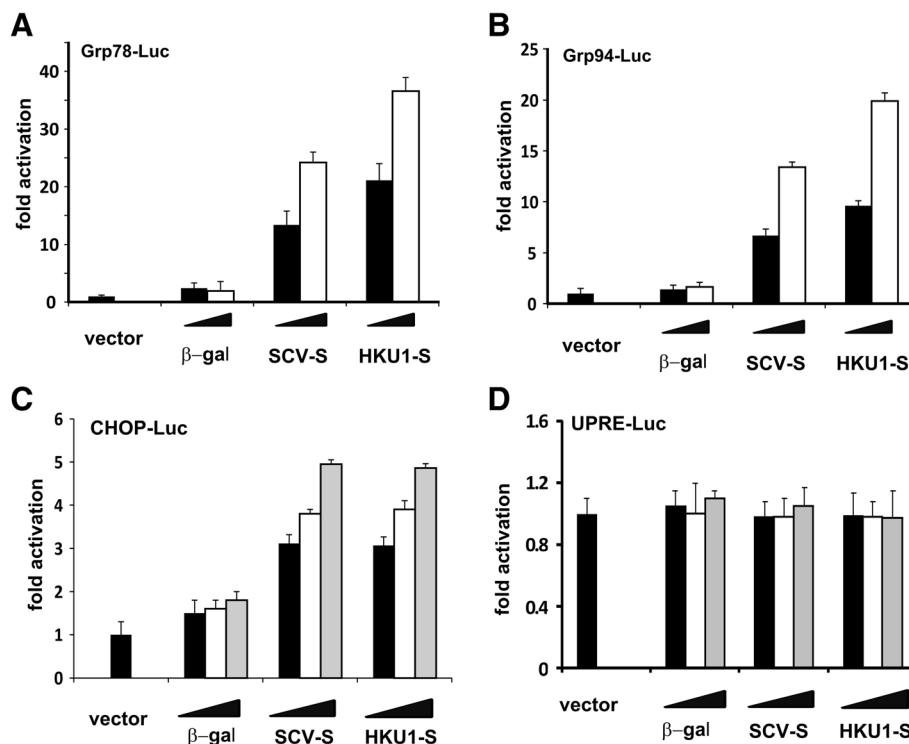 A
Grp78-Luc
fold activation
40
30
20
10
0
vector
β-gal
SCV-S
HKU1-S
B
Grp94-Luc
fold activation
25
20
15
10
5
0
vector
β-gal
SCV-S
HKU1-S
C
CHOP-Luc
fold activation
6
5
4
3
2
1
0
vector
β-gal
SCV-S
HKU1-S
D
UPRE-Luc
fold activation
1.6
1.2
0.8
0.4
0
vector
β-gal
SCV-S
HKU1-S